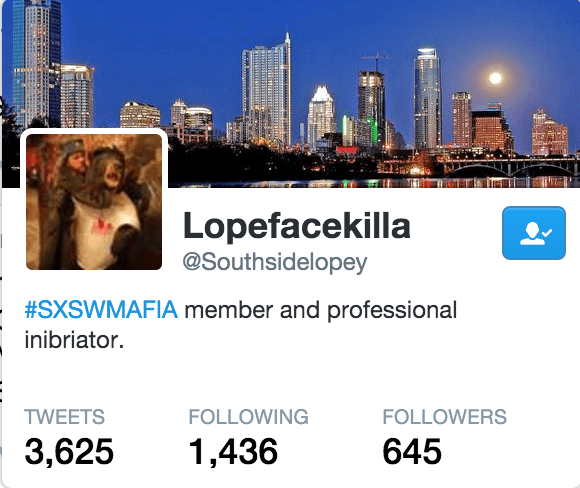 Lopefacekilla
@Southsidelopey
#SXSWMAFIA member and professional
inibriator.
TWEETS FOLLOWING FOLLOWERS
3,625 1,436 645